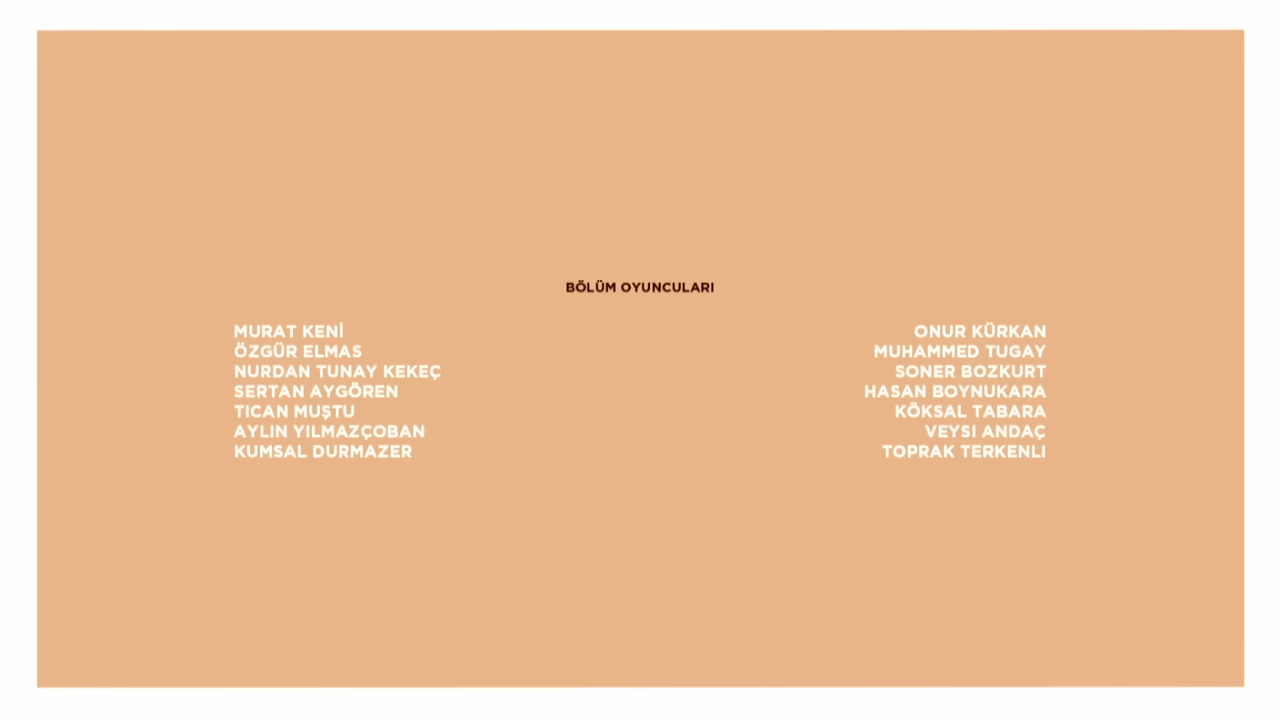 BÖLÜM OYUNCULARI
MURAT KENİ
ÖZGÜR ELMAS
NURDAN TUNAY KEKEÇ
SERTAN AYGÖREN
TICAN MUŞTU
AYLIN YILMAZÇOBAN
KUMSAL DURMAZER
ONUR KÜRKAN
MUHAMMED TUGAY
SONER BOZKURT
HASAN BOYNUKARA
KÖKSAL TABARA
VEYSI ANDAÇ
TOPRAK TERKENLI